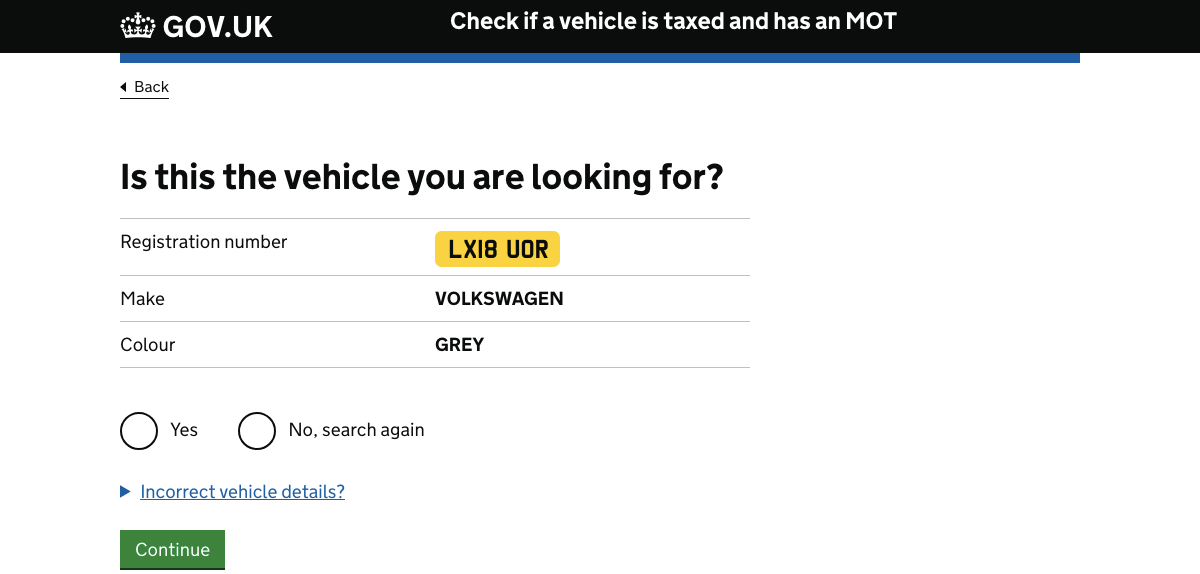 GOV.UK
Check if a vehicle is taxed and has an MOT
Back
Is this the vehicle you are looking for?
Registration number LX18 UOR
Make VOLKSWAGEN
Colour GREY
Yes No, search again
Incorrect vehicle details?
Continue